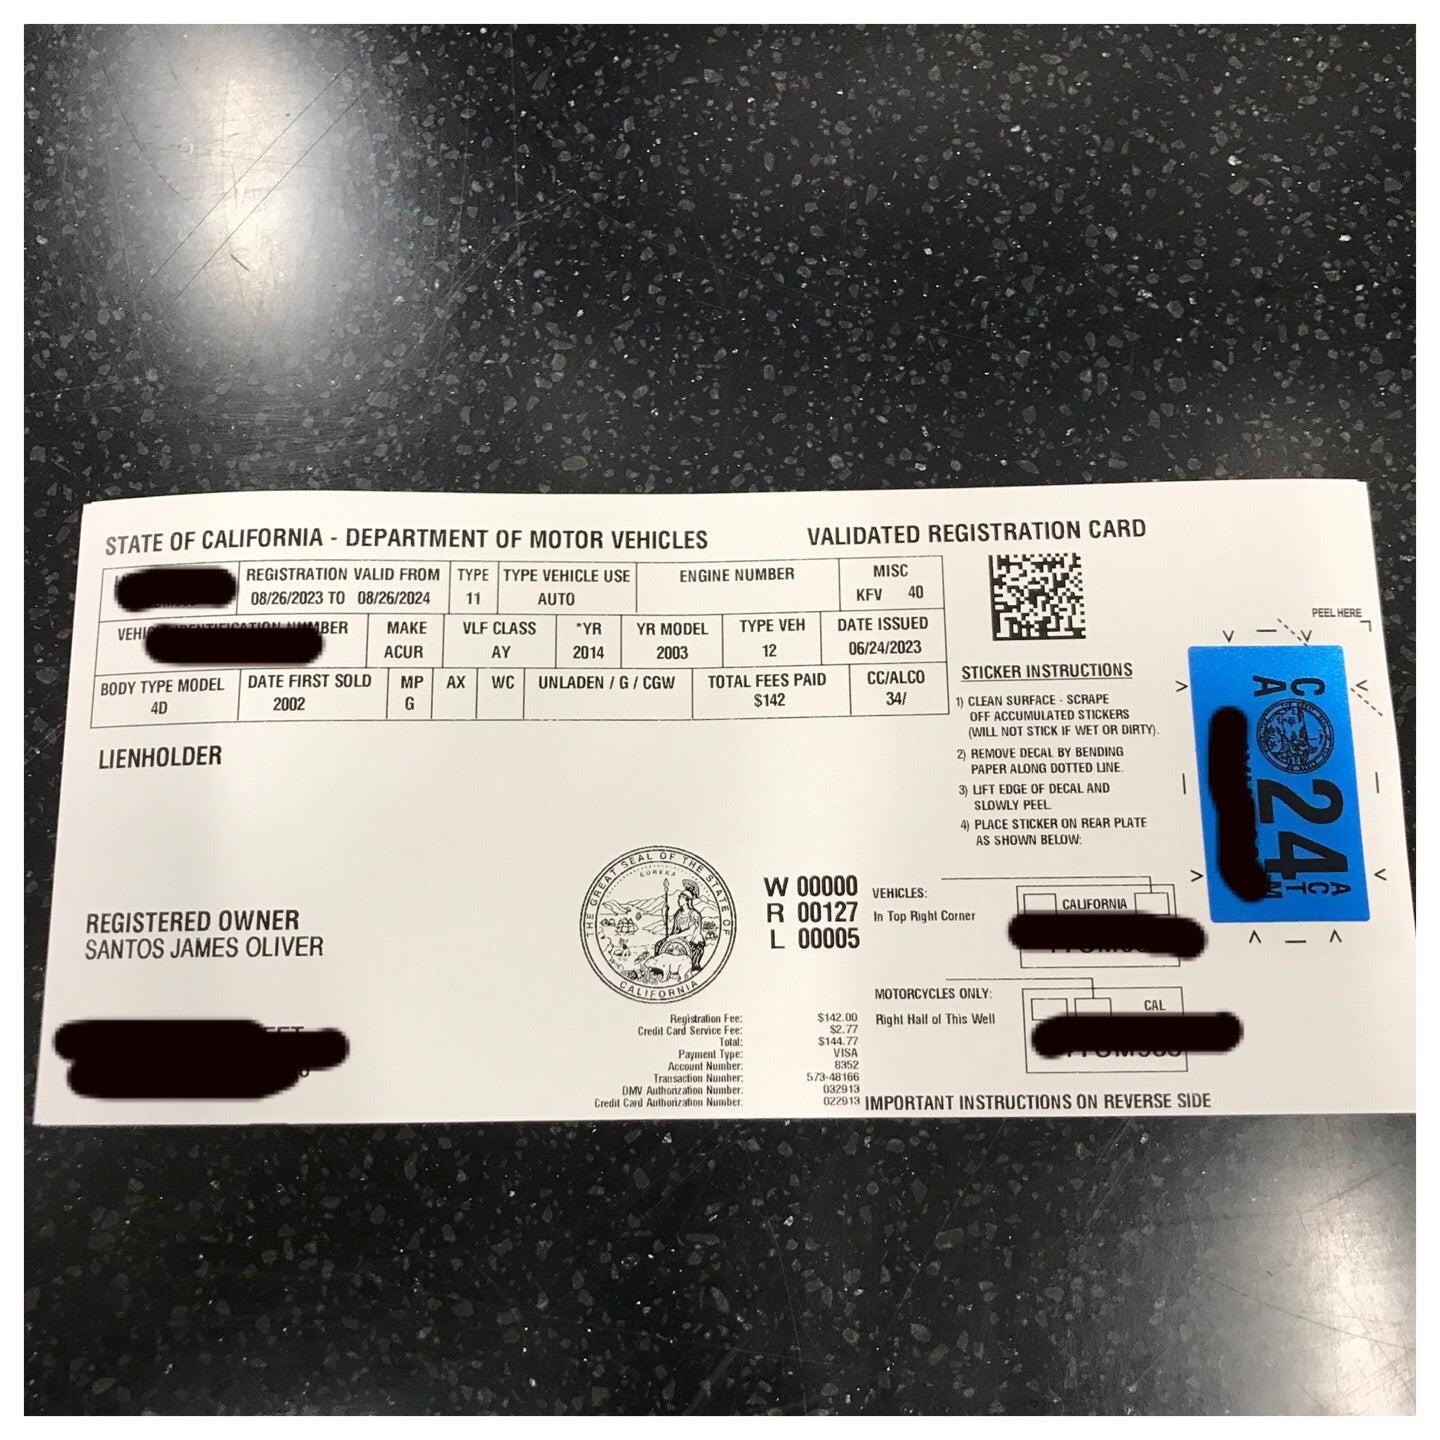 STATE OF CALIFORNIA - DEPARTMENT OF MOTOR VEHICLES
VALIDATED REGISTRATION CARD
REGISTRATION VALID FROM TYPE TYPE VEHICLE USE ENGINE NUMBER MISC
08/26/2023 TO 08/26/2024 11 AUTO KFV 40
MAKE VLF CLASS *YR YR MODEL TYPE VEH DATE ISSUED
ACUR AY 2014 2003 12 06/24/2023
BODY TYPE MODEL DATE FIRST SOLD MP AX WC UNLADEN / G / CGW TOTAL FEES PAID CC/ALCO
4D 2002 G $142 34/
LIENHOLDER
REGISTERED OWNER
SANTOS JAMES OLIVER
THE GREAT SEAL OF THE STATE OF CALIFORNIA
EUREKA
W 00000
R 00127
L 00005
Registration Fee: $142.00
Credit Card Service Fee: $2.77
Total: $144.77
Payment Type: VISA
Account Number: 8352
Transaction Number: 573-48166
DMV Authorization Number: 032913
Credit Card Authorization Number: 022913
STICKER INSTRUCTIONS
1) CLEAN SURFACE - SCRAPE
OFF ACCUMULATED STICKERS
(WILL NOT STICK IF WET OR DIRTY).
2) REMOVE DECAL BY BENDING
PAPER ALONG DOTTED LINE.
3) LIFT EDGE OF DECAL AND
SLOWLY PEEL.
4) PLACE STICKER ON REAR PLATE
AS SHOWN BELOW:
VEHICLES:
In Top Right Corner
CALIFORNIA
MOTORCYCLES ONLY:
Right Half of This Well
CAL
IMPORTANT INSTRUCTIONS ON REVERSE SIDE
PEEL HERE
CA
24